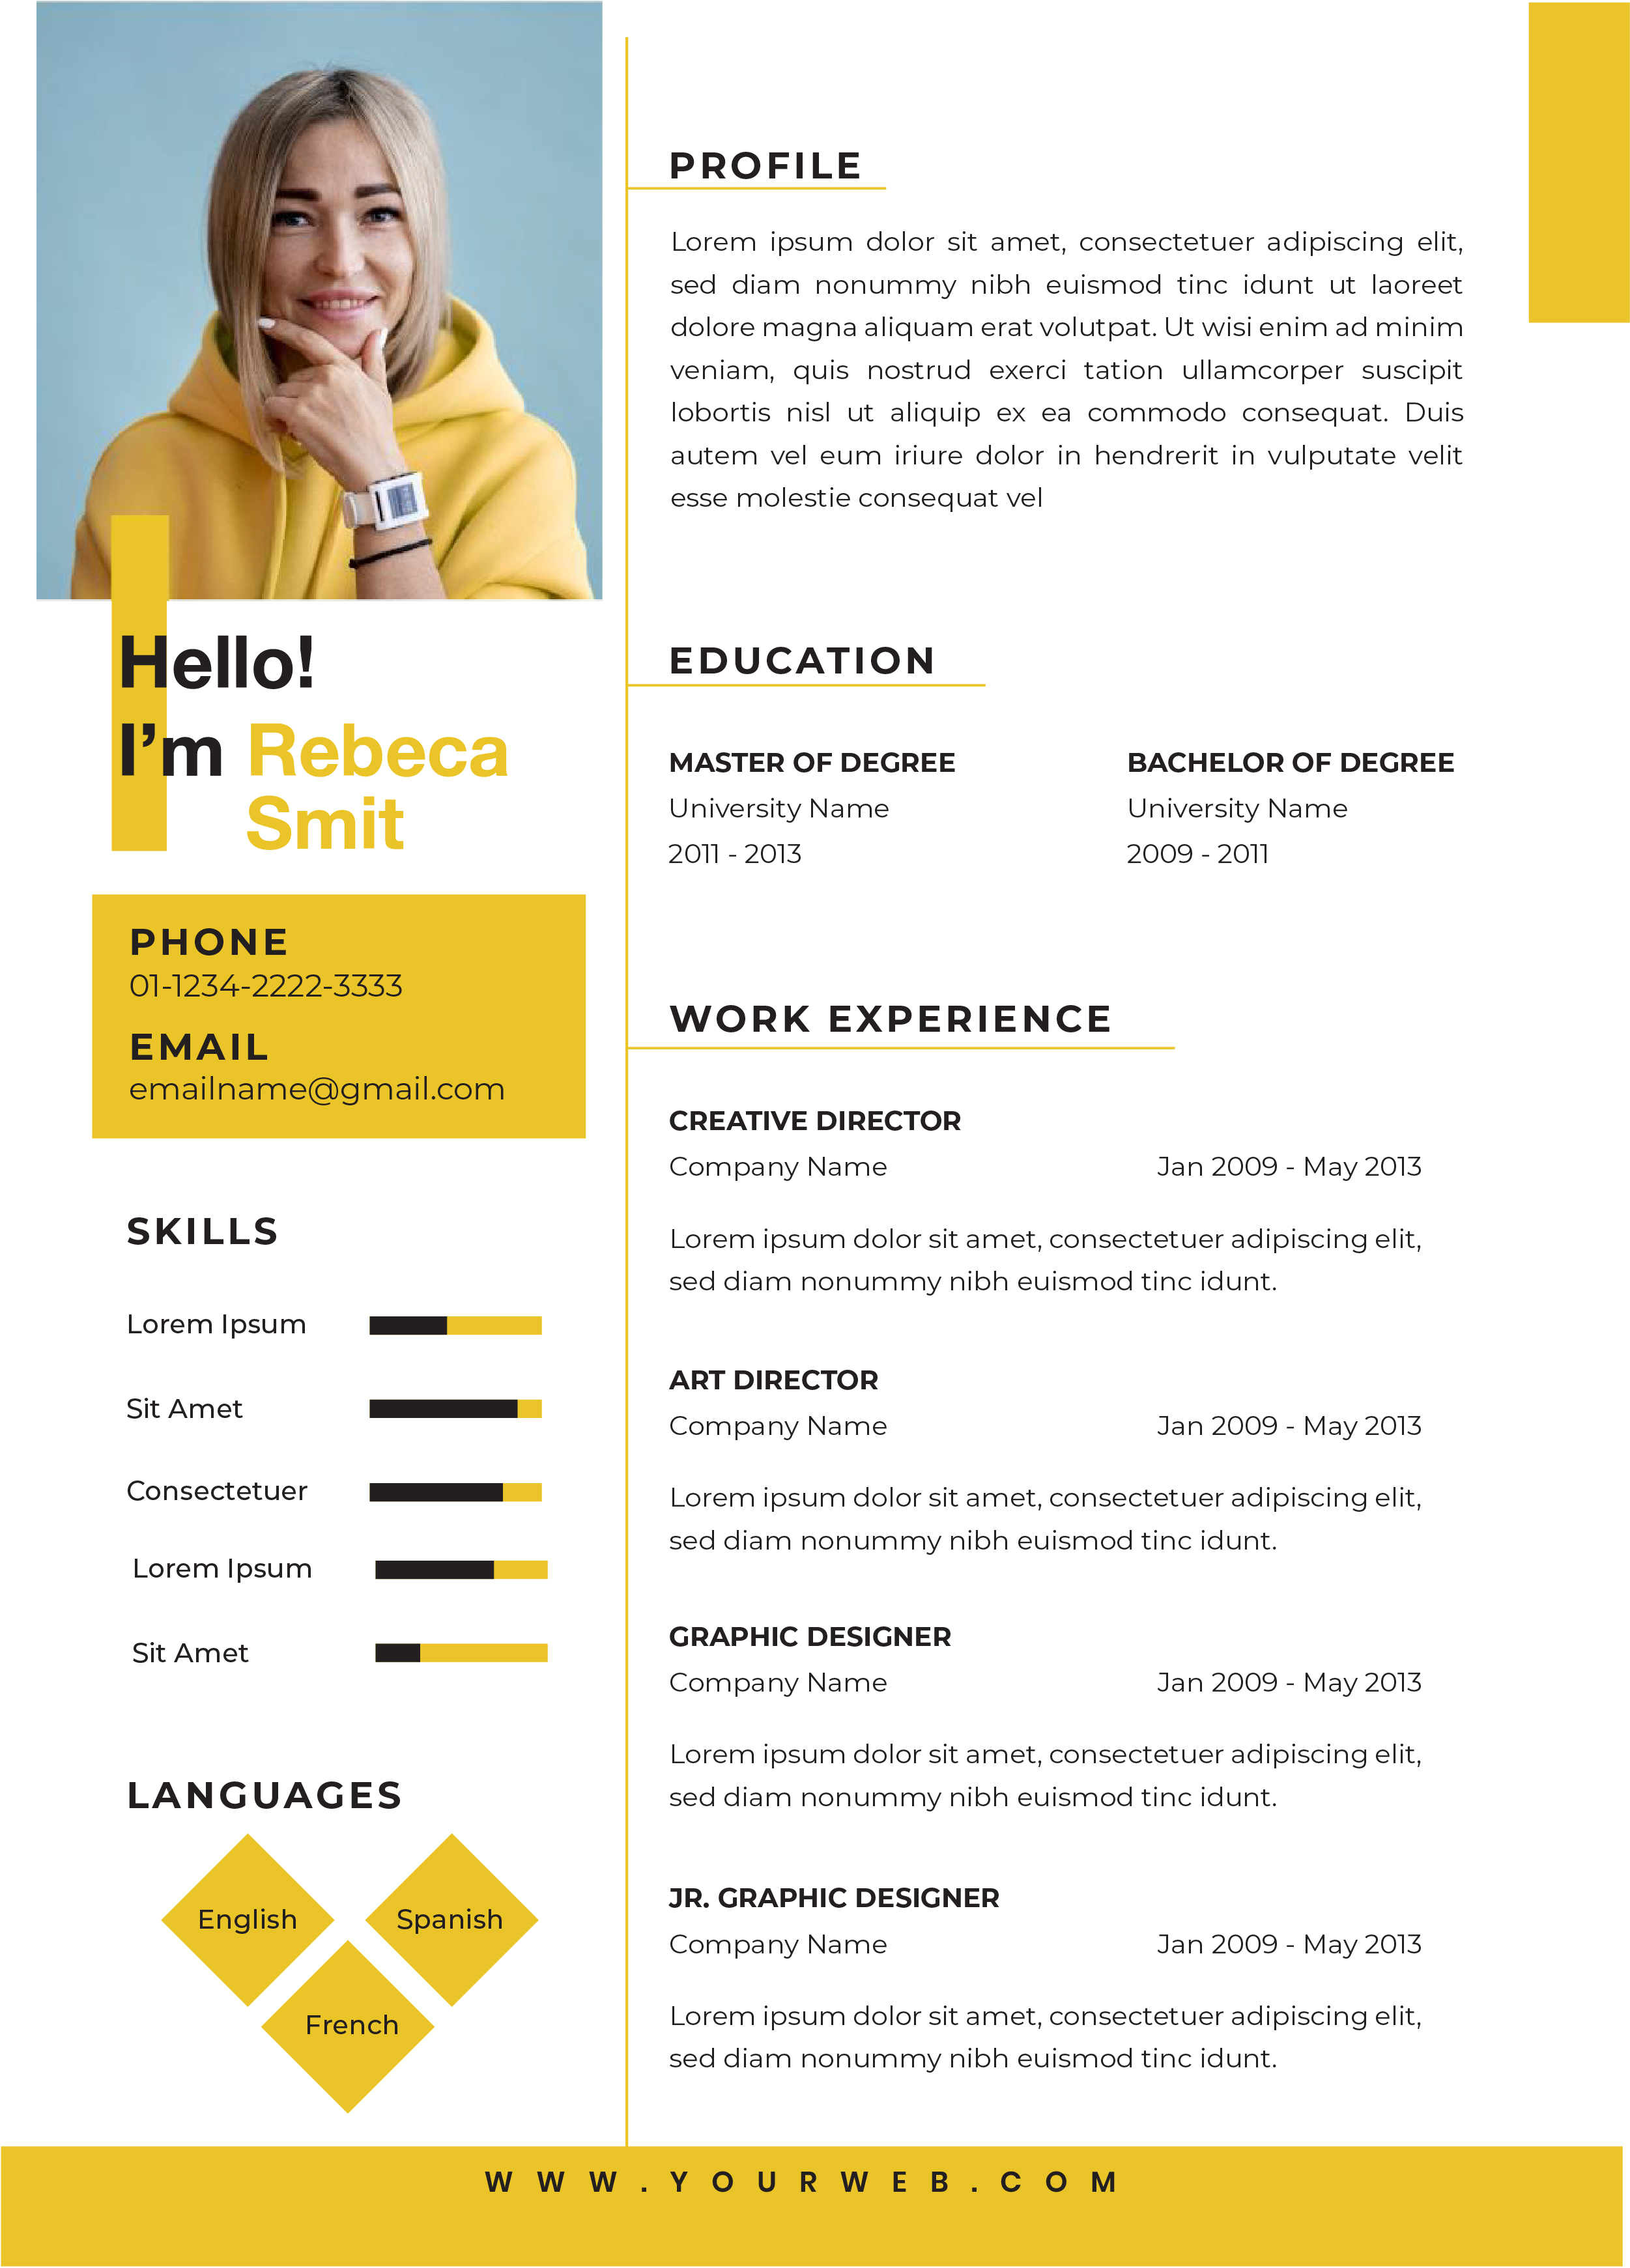 Hello!
I’m Rebeca
Smit
PHONE
01-1234-2222-3333
EMAIL
emailname@gmail.com
SKILLS
Lorem Ipsum
Sit Amet
Consectetuer
Lorem Ipsum
Sit Amet
LANGUAGES
English
Spanish
French
PROFILE
Lorem ipsum dolor sit amet, consectetuer adipiscing elit,
sed diam nonummy nibh euismod tinc idunt ut laoreet
dolore magna aliquam erat volutpat. Ut wisi enim ad minim
veniam, quis nostrud exerci tation ullamcorper suscipit
lobortis nisl ut aliquip ex ea commodo consequat. Duis
autem vel eum iriure dolor in hendrerit in vulputate velit
esse molestie consequat vel
EDUCATION
MASTER OF DEGREE
University Name
2011 - 2013
BACHELOR OF DEGREE
University Name
2009 - 2011
WORK EXPERIENCE
CREATIVE DIRECTOR
Company Name Jan 2009 - May 2013
Lorem ipsum dolor sit amet, consectetuer adipiscing elit,
sed diam nonummy nibh euismod tinc idunt.
ART DIRECTOR
Company Name Jan 2009 - May 2013
Lorem ipsum dolor sit amet, consectetuer adipiscing elit,
sed diam nonummy nibh euismod tinc idunt.
GRAPHIC DESIGNER
Company Name Jan 2009 - May 2013
Lorem ipsum dolor sit amet, consectetuer adipiscing elit,
sed diam nonummy nibh euismod tinc idunt.
JR. GRAPHIC DESIGNER
Company Name Jan 2009 - May 2013
Lorem ipsum dolor sit amet, consectetuer adipiscing elit,
sed diam nonummy nibh euismod tinc idunt.
WWW.YOURWEB.COM